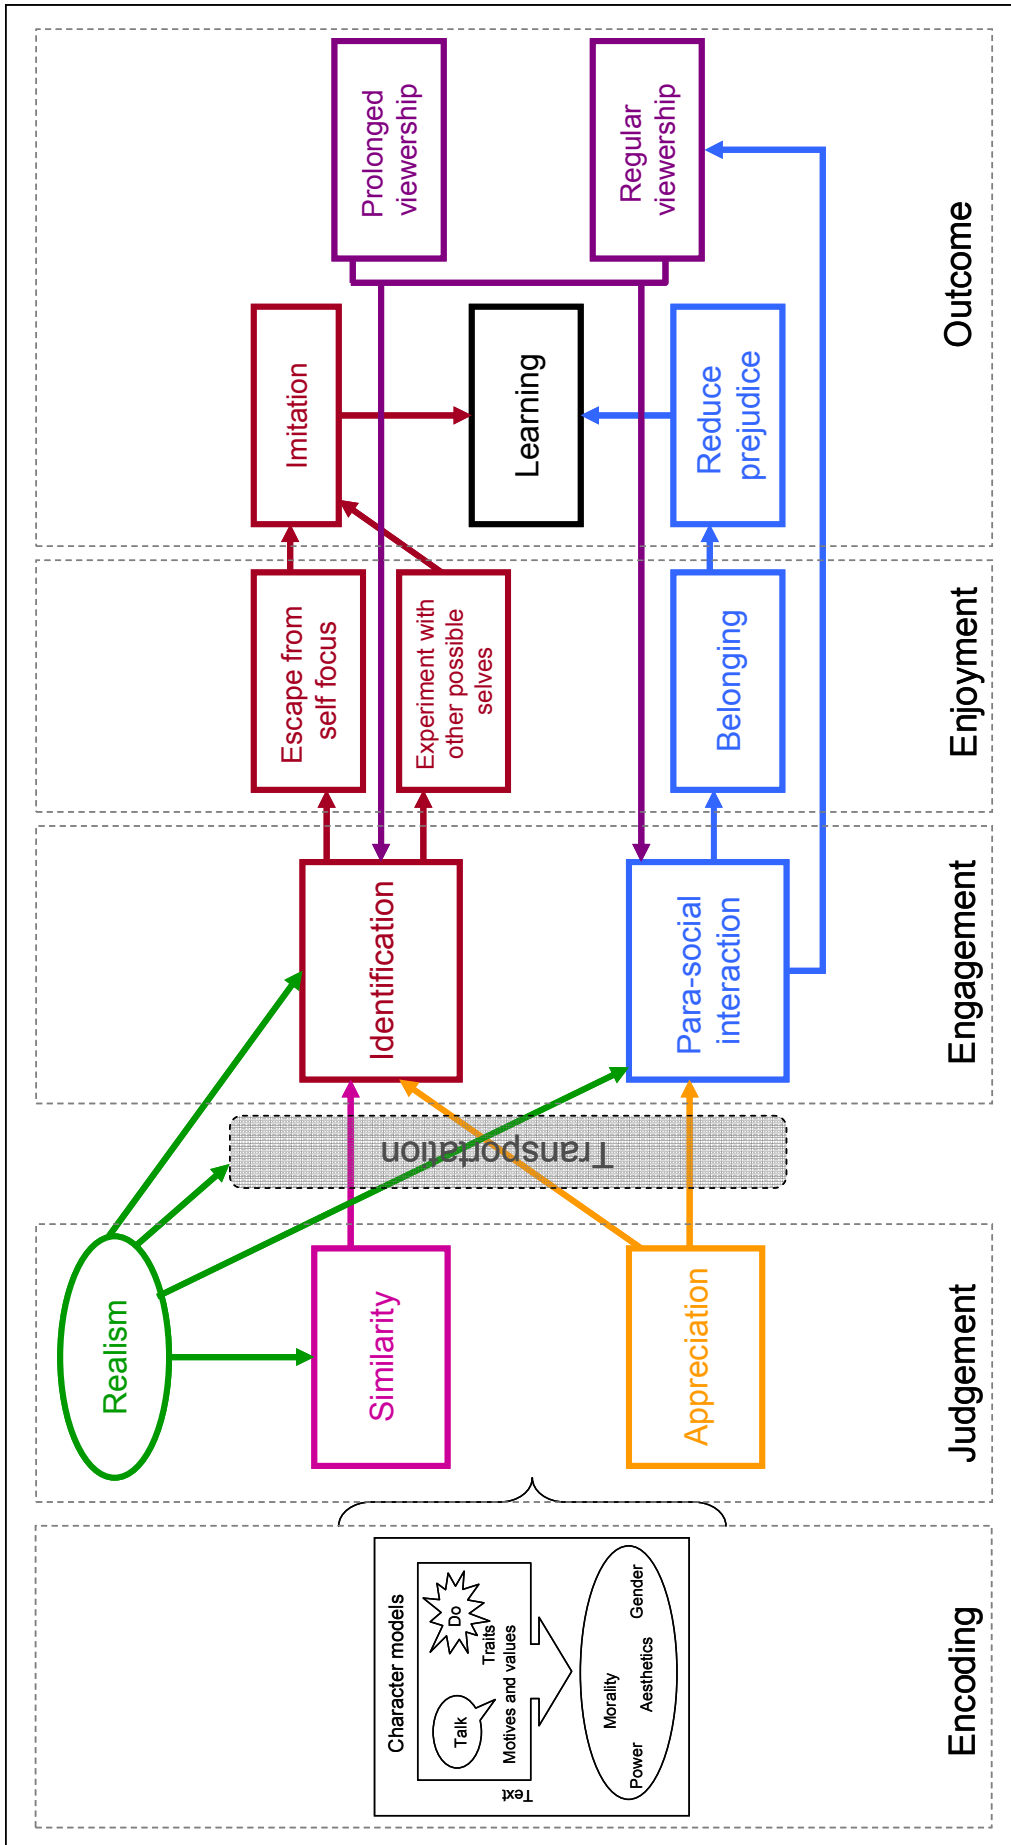 Character models
Talk
Do
Traits
Motives and values
Text
Power
Morality
Aesthetics
Gender
Encoding
Realism
Similarity
Appreciation
Judgement
Transportation
Identification
Para-social
interaction
Engagement
Escape from
self focus
Experiment with
other possible
selves
Belonging
Enjoyment
Imitation
Learning
Reduce
prejudice
Prolonged
viewership
Regular
viewership
Outcome